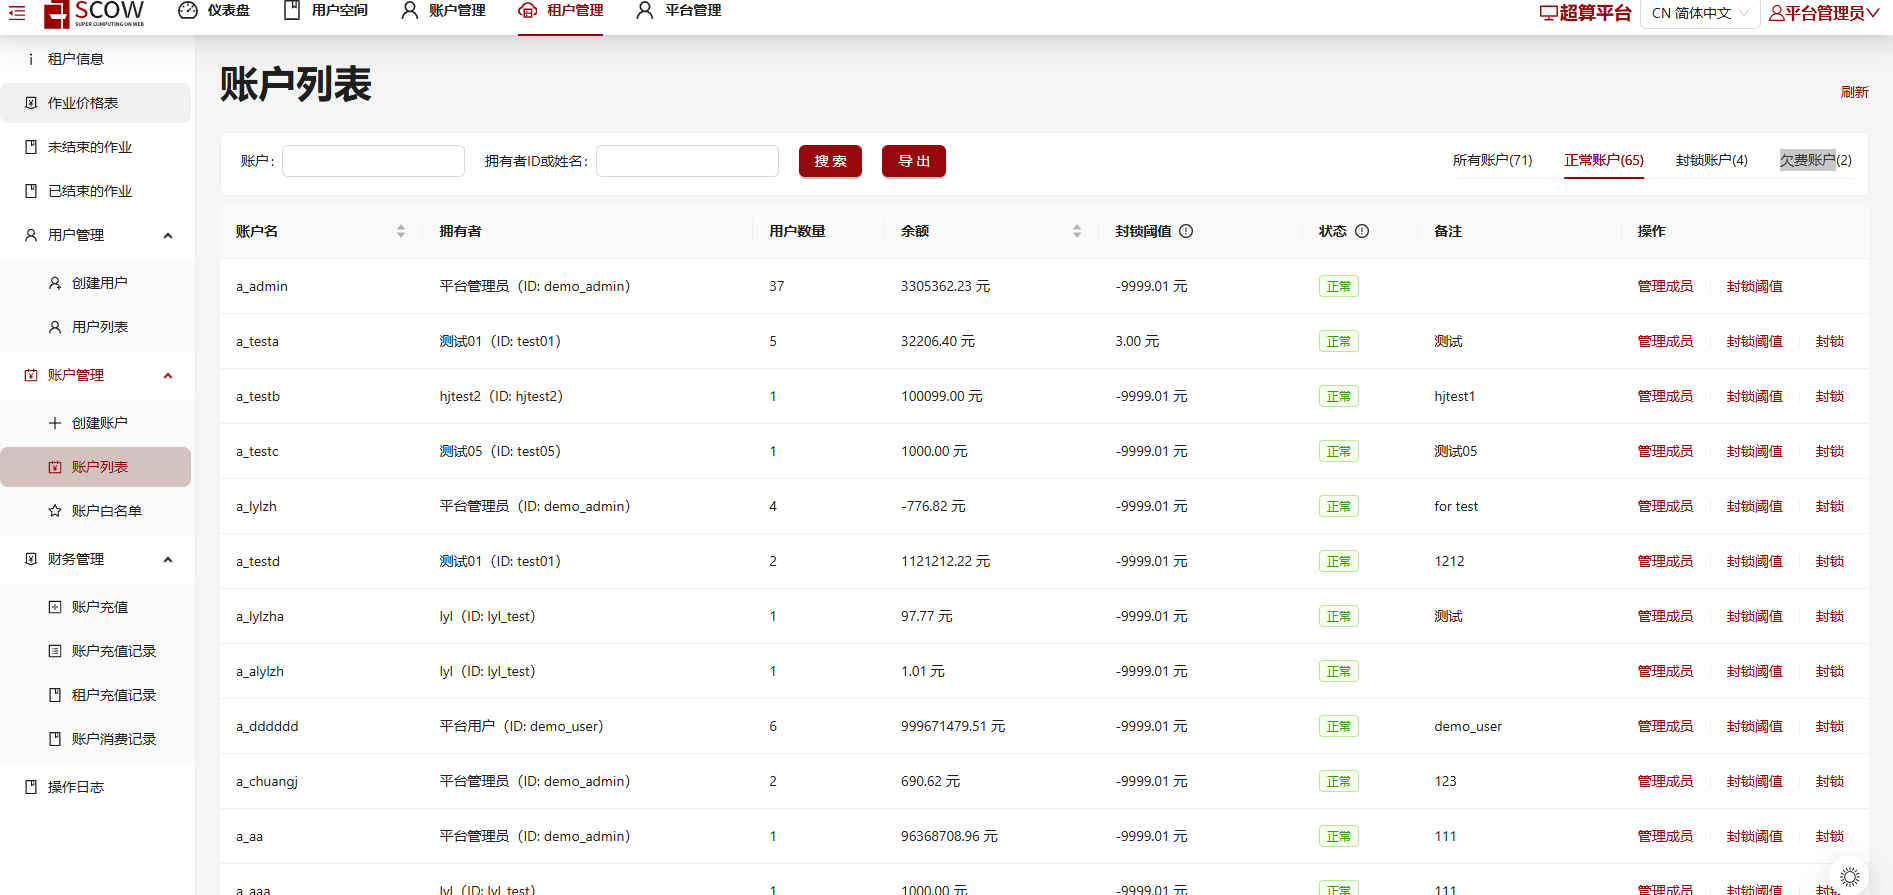 SCOW
SUPER COMPUTING ON WEB
仪表盘
用户空间
账户管理
租户管理
平台管理
超算平台
CN 简体中文
平台管理员
租户信息
作业价格表
未结束的作业
已结束的作业
用户管理
创建用户
用户列表
账户管理
创建账户
账户列表
账户白名单
财务管理
账户充值
账户充值记录
租户充值记录
账户消费记录
操作日志
账户列表
刷新
账户：
拥有者ID或姓名：
搜 索
导 出
所有账户(71)
正常账户(65)
封锁账户(4)
欠费账户(2)
账户名 拥有者 用户数量 余额 封锁阈值 状态 备注 操作
a_admin 平台管理员（ID: demo_admin） 37 3305362.23 元 -9999.01 元 正常 管理成员 封锁阈值
a_testa 测试01（ID: test01） 5 32206.40 元 3.00 元 正常 测试 管理成员 封锁阈值 封锁
a_testb hjtest2（ID: hjtest2） 1 100099.00 元 -9999.01 元 正常 hjtest1 管理成员 封锁阈值 封锁
a_testc 测试05（ID: test05） 1 1000.00 元 -9999.01 元 正常 测试05 管理成员 封锁阈值 封锁
a_lylzh 平台管理员（ID: demo_admin） 4 -776.82 元 -9999.01 元 正常 for test 管理成员 封锁阈值 封锁
a_testd 测试01（ID: test01） 2 1121212.22 元 -9999.01 元 正常 1212 管理成员 封锁阈值 封锁
a_lylzha lyl（ID: lyl_test） 1 97.77 元 -9999.01 元 正常 测试 管理成员 封锁阈值 封锁
a_alylzh lyl（ID: lyl_test） 1 1.01 元 -9999.01 元 正常 管理成员 封锁阈值 封锁
a_dddddd 平台用户（ID: demo_user） 6 999671479.51 元 -9999.01 元 正常 demo_user 管理成员 封锁阈值 封锁
a_chuangj 平台管理员（ID: demo_admin） 2 690.62 元 -9999.01 元 正常 123 管理成员 封锁阈值 封锁
a_aa 平台管理员（ID: demo_admin） 1 96368708.96 元 -9999.01 元 正常 111 管理成员 封锁阈值 封锁
a_aaa lyl（ID: lyl_test） 1 1000.00 元 -9999.01 元 正常 111 管理成员 封锁阈值